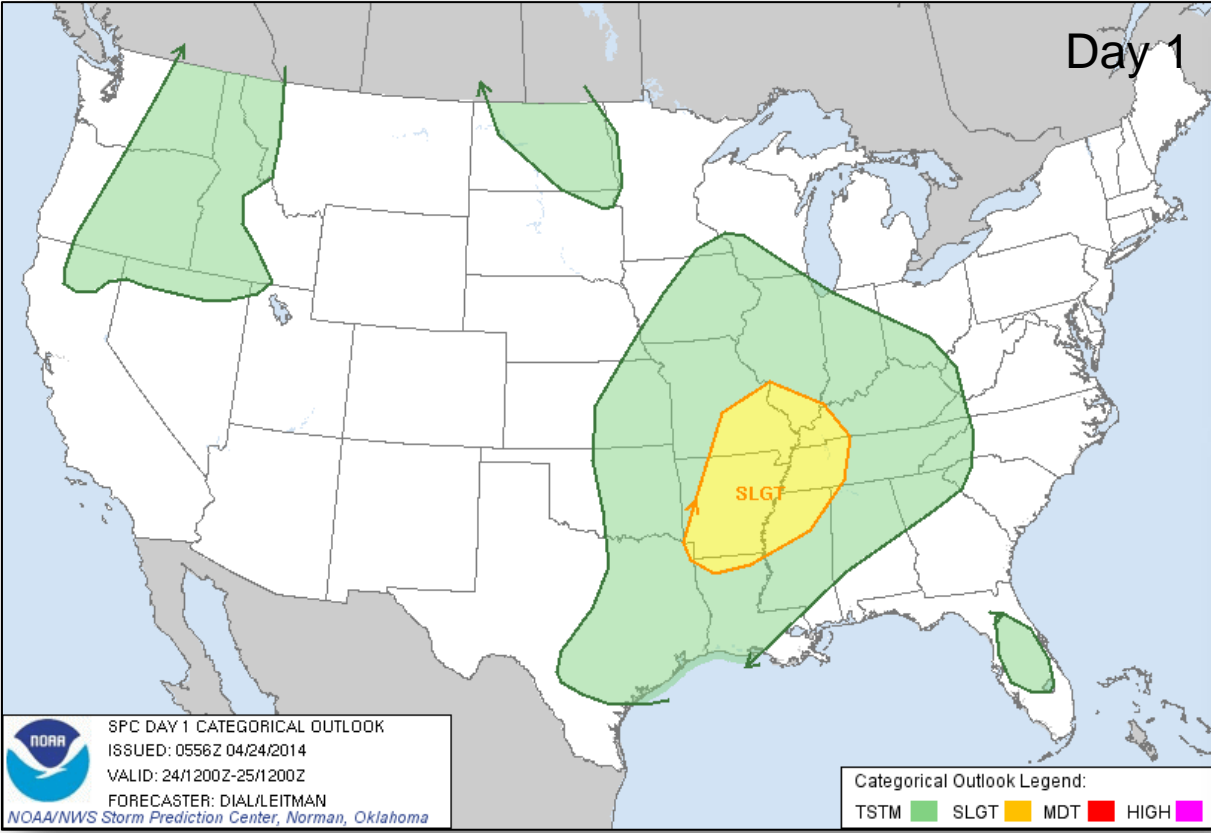 Day 1
SLGT
NOAA
SPC DAY 1 CATEGORICAL OUTLOOK
ISSUED: 0556Z 04/24/2014
VALID: 24/1200Z-25/1200Z
FORECASTER: DIAL/LEITMAN
NOAA/NWS Storm Prediction Center, Norman, Oklahoma
Categorical Outlook Legend:
TSTM SLGT MDT HIGH